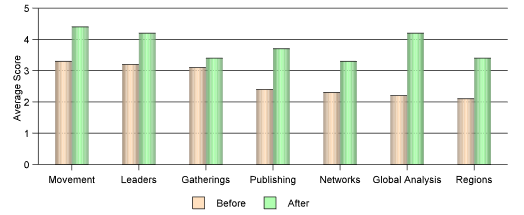 5
4
3
2
1
0
Average Score
Movement Leaders Gatherings Publishing Networks Global Analysis Regions
Before After